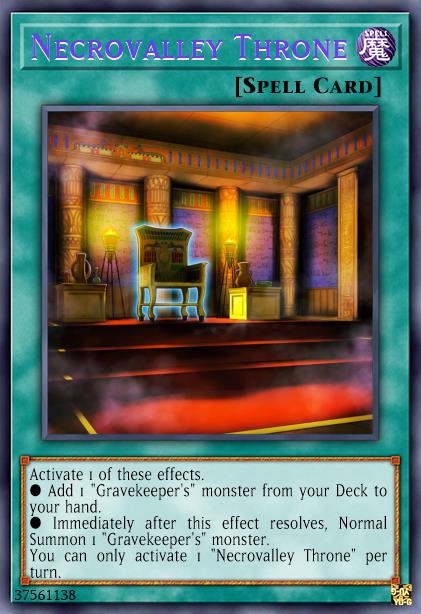 Necrovalley Throne
SPELL
魔
[Spell Card]
Activate 1 of these effects.
● Add 1 "Gravekeeper's" monster from your Deck to
your hand.
● Immediately after this effect resolves, Normal
Summon 1 "Gravekeeper's" monster.
You can only activate 1 "Necrovalley Throne" per
turn.
37561138